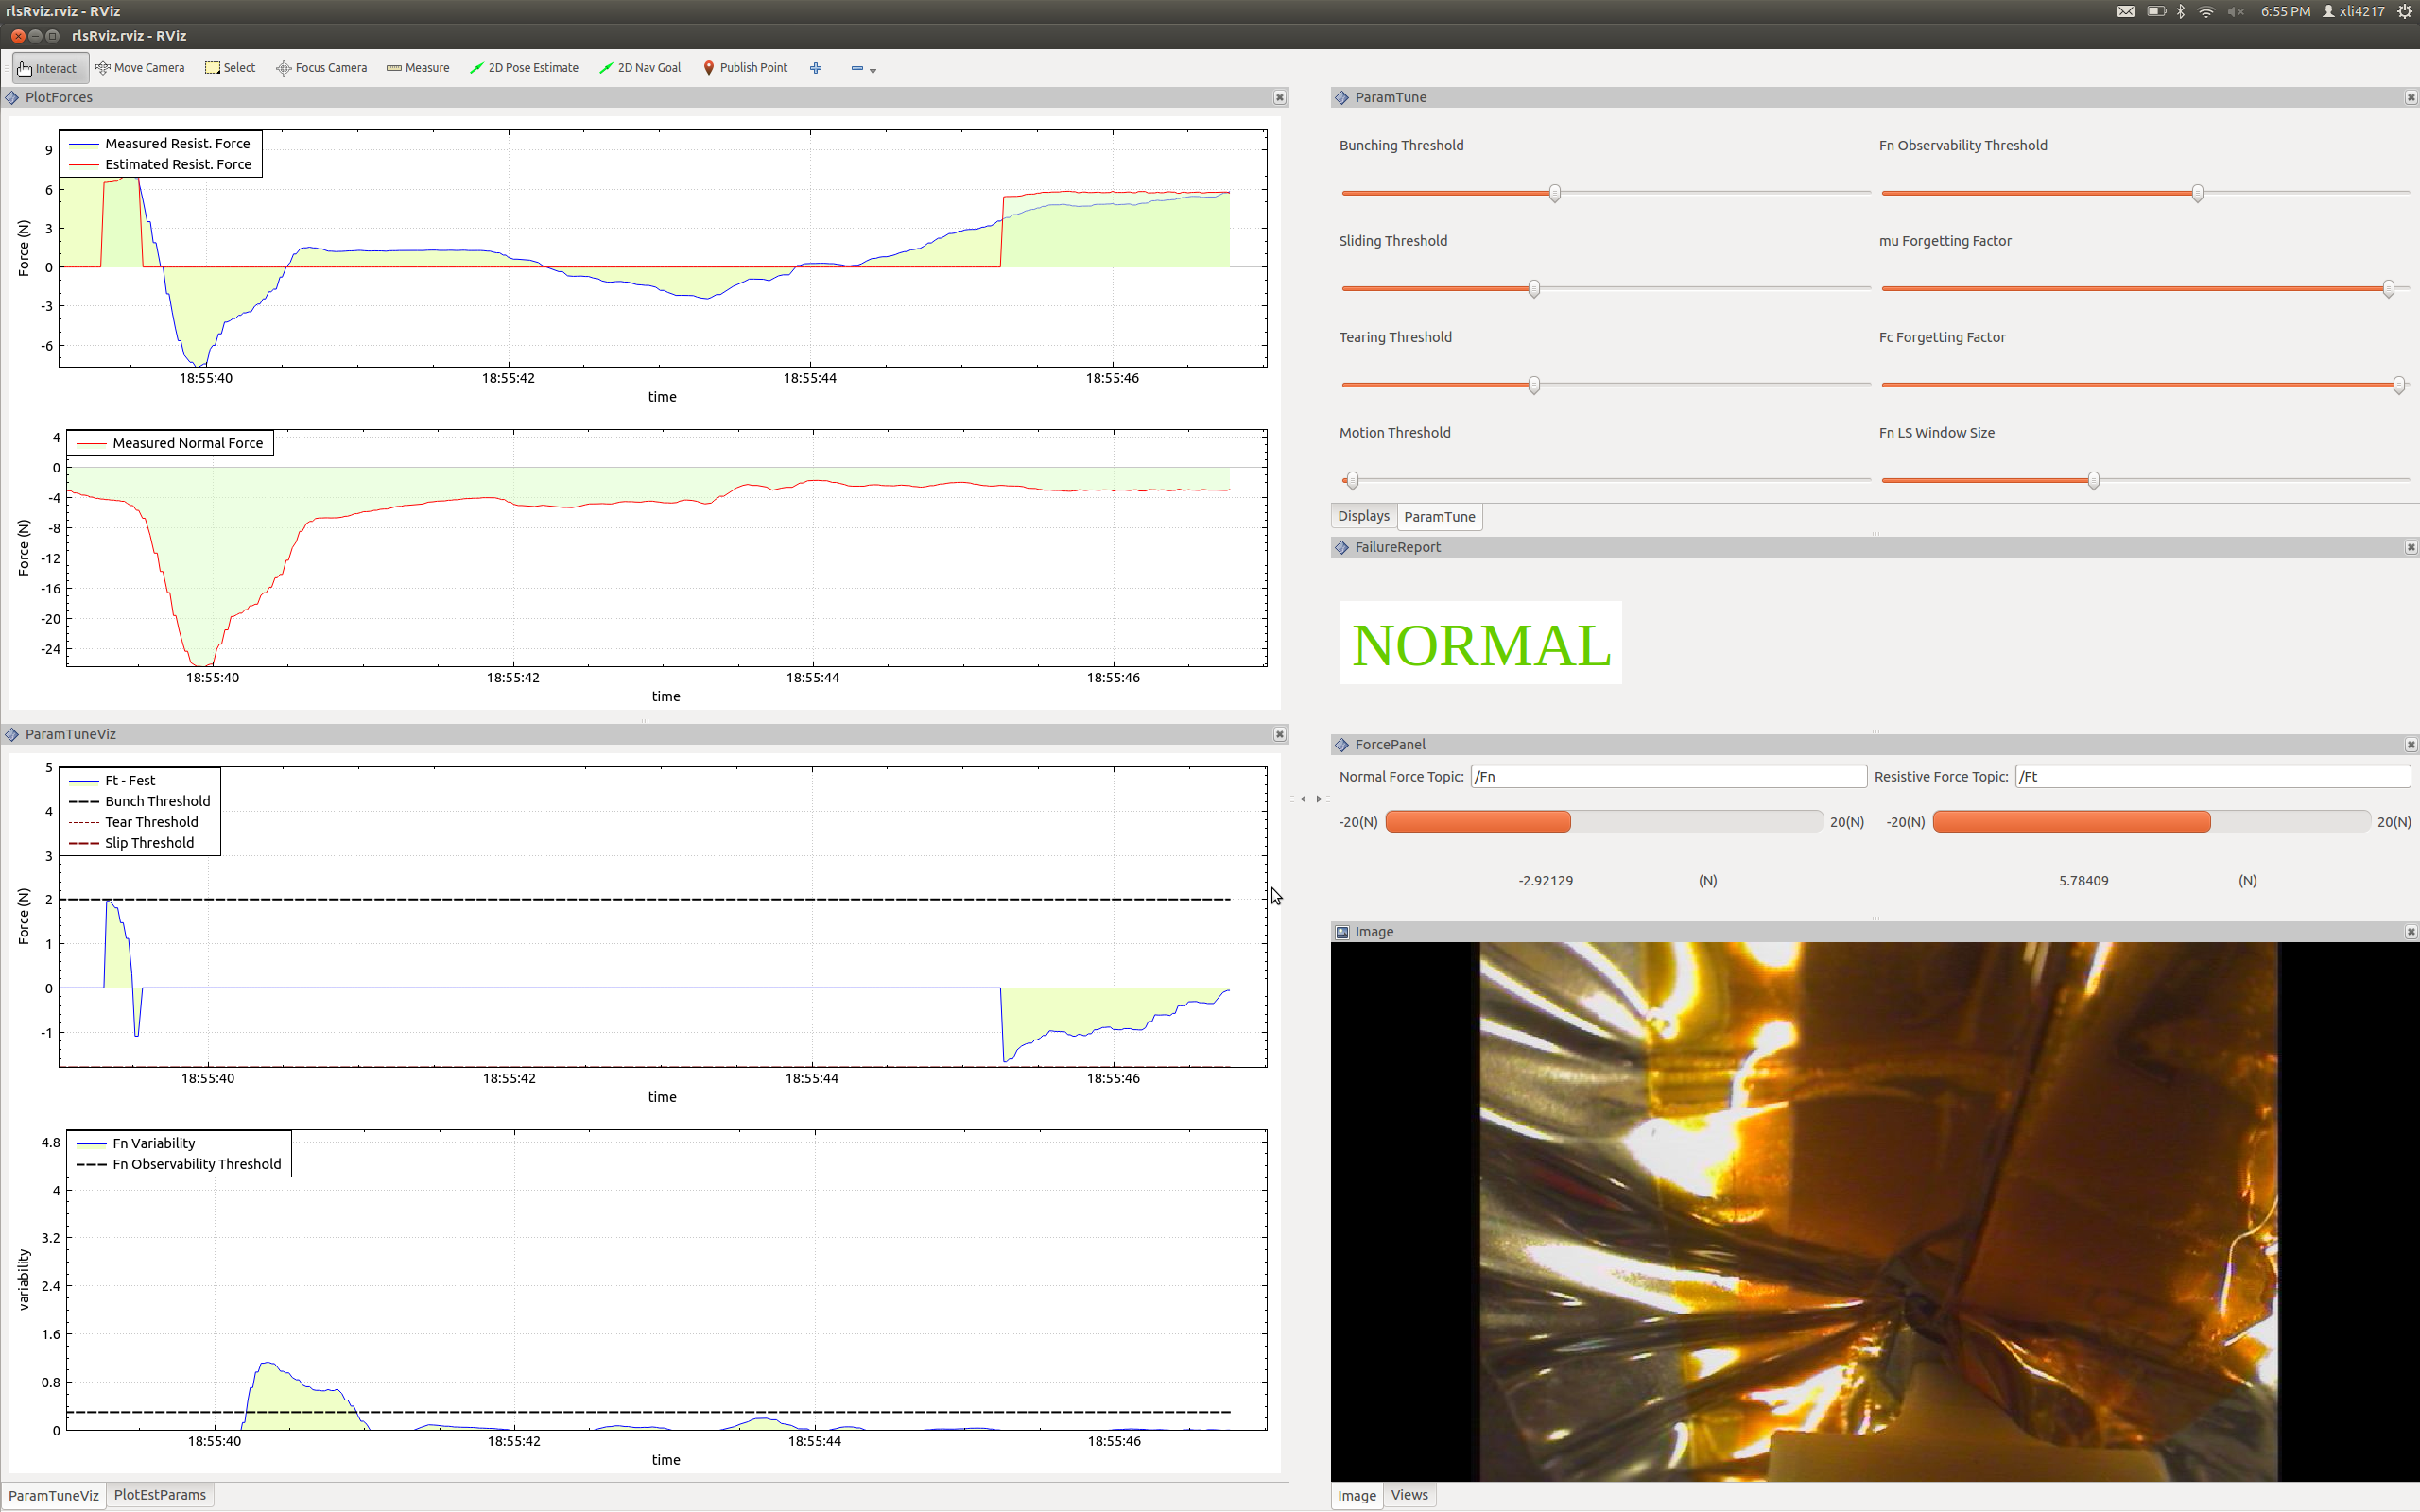 rlsRviz.rviz - RViz
6:55 PM xli4217
rlsRviz.rviz - RViz
Interact Move Camera Select Focus Camera Measure 2D Pose Estimate 2D Nav Goal Publish Point
PlotForces
Measured Resist. Force
Estimated Resist. Force
9
6
3
0
-3
-6
Force (N)
18:55:40 18:55:42 18:55:44 18:55:46
time
Measured Normal Force
4
0
-4
-8
-12
-16
-20
-24
Force (N)
18:55:40 18:55:42 18:55:44 18:55:46
time
ParamTuneViz
Ft - Fest
Bunch Threshold
Tear Threshold
Slip Threshold
5
4
3
2
1
0
-1
Force (N)
18:55:40 18:55:42 18:55:44 18:55:46
time
Fn Variability
Fn Observability Threshold
4.8
4
3.2
2.4
1.6
0.8
0
variability
18:55:40 18:55:42 18:55:44 18:55:46
time
ParamTuneViz PlotEstParams
ParamTune
Bunching Threshold Fn Observability Threshold
Sliding Threshold mu Forgetting Factor
Tearing Threshold Fc Forgetting Factor
Motion Threshold Fn LS Window Size
Displays ParamTune
FailureReport
NORMAL
ForcePanel
Normal Force Topic: /Fn Resistive Force Topic: /Ft
-20(N) 20(N) -20(N) 20(N)
-2.92129 (N) 5.78409 (N)
Image
Image Views